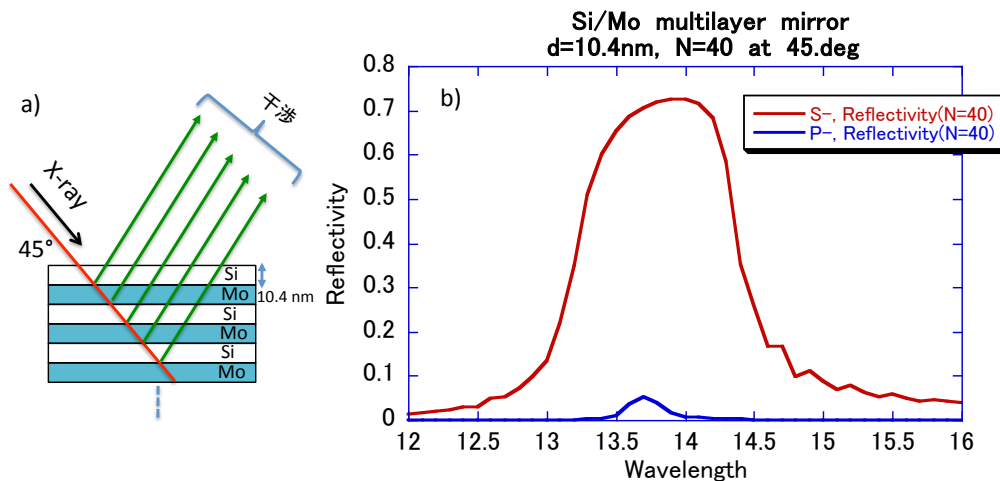 a)
干渉
X-ray
45°
Si
Mo
10.4 nm
Si
Mo
Si
Mo
Si/Mo multilayer mirror
d=10.4nm, N=40 at 45.deg
b)
S-, Reflectivity(N=40)
P-, Reflectivity(N=40)
Reflectivity
0.8
0.7
0.6
0.5
0.4
0.3
0.2
0.1
0
12 12.5 13 13.5 14 14.5 15 15.5 16
Wavelength